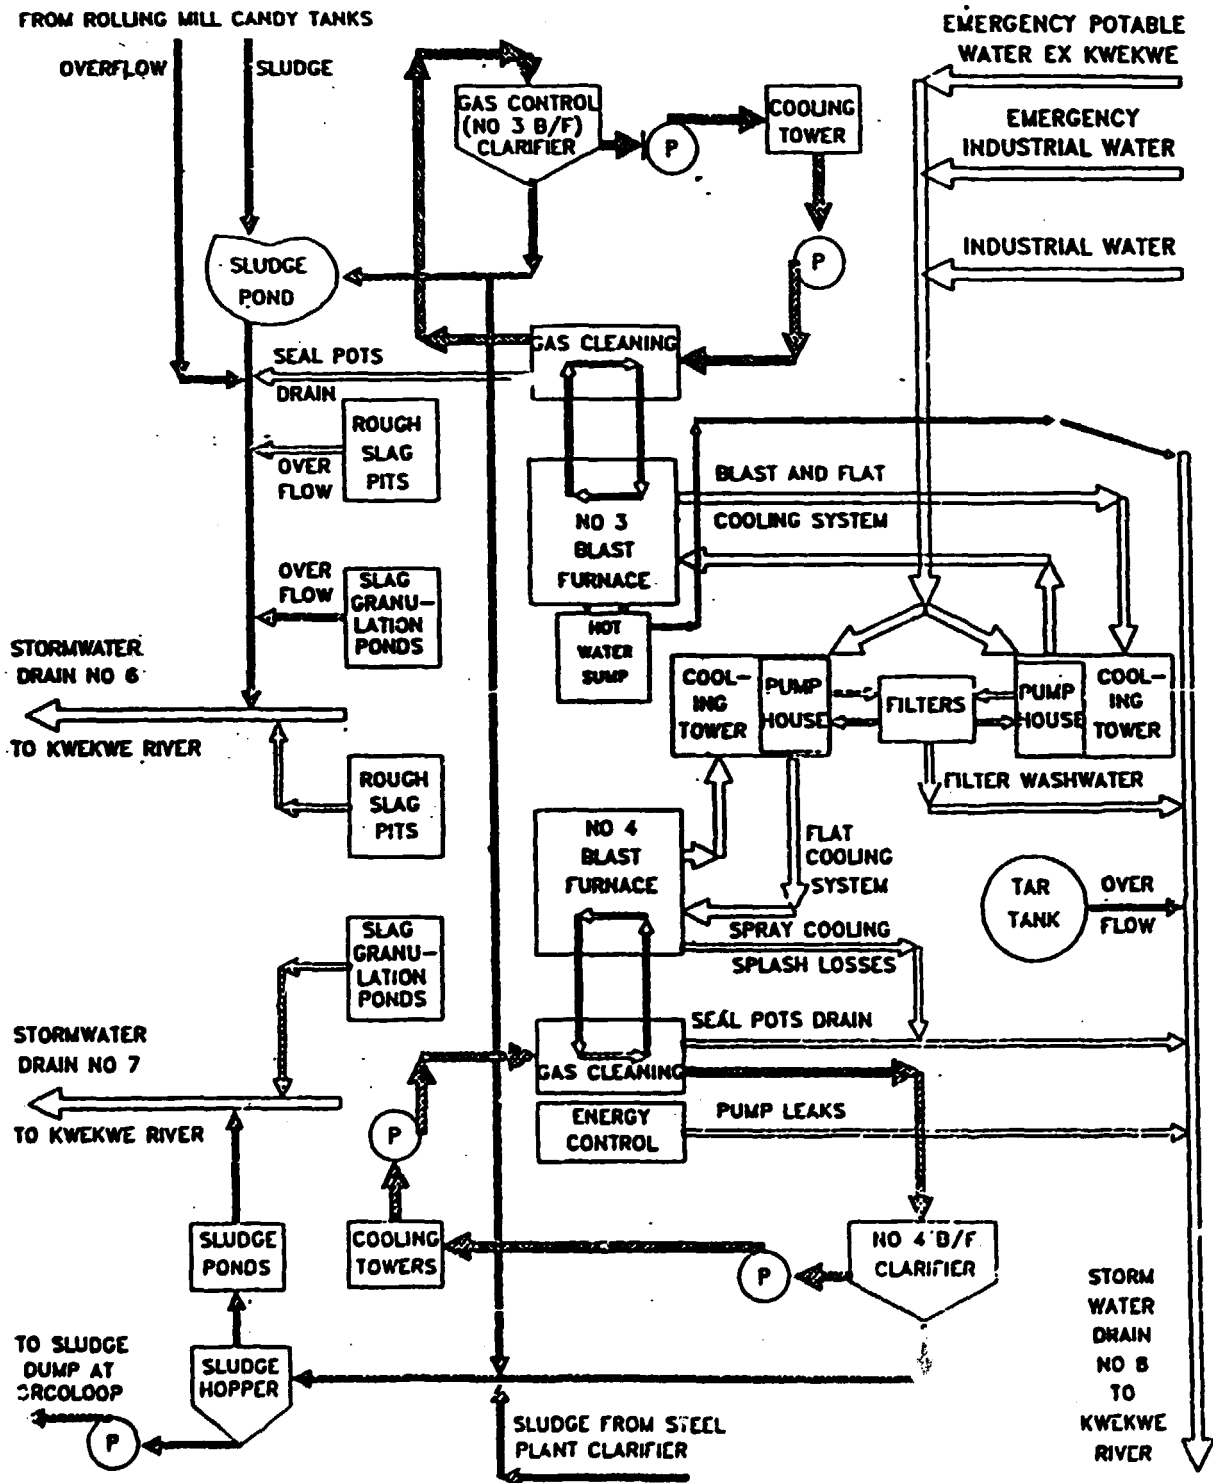 FROM ROLLING MILL CANDY TANKS
OVERFLOW
SLUDGE
EMERGENCY POTABLE
WATER EX KWEKWE
GAS CONTROL
(NO 3 B/F)
CLARIFIER
P
COOLING
TOWER
EMERGENCY
INDUSTRIAL WATER
INDUSTRIAL WATER
SLUDGE
POND
P
GAS CLEANING
SEAL POTS
DRAIN
ROUGH
SLAG
PITS
OVER
FLOW
BLAST AND FLAT
COOLING SYSTEM
NO 3
BLAST
FURNACE
OVER
FLOW
SLAG
GRANU-
LATION
PONDS
HOT
WATER
SUMP
STORMWATER
DRAIN NO 6
TO KWEKWE RIVER
COOL-
ING
TOWER
PUMP
HOUSE
FILTERS
PUMP
HOUSE
COOL-
ING
TOWER
ROUGH
SLAG
PITS
FILTER WASHWATER
NO 4
BLAST
FURNACE
FLAT
COOLING
SYSTEM
TAR
TANK
OVER
FLOW
SLAG
GRANU-
LATION
PONDS
SPRAY COOLING
SPLASH LOSSES
STORMWATER
DRAIN NO 7
TO KWEKWE RIVER
SEAL POTS DRAIN
GAS CLEANING
P
ENERGY
CONTROL
PUMP LEAKS
SLUDGE
PONDS
COOLING
TOWERS
P
NO 4 B/F
CLARIFIER
STORM
WATER
DRAIN
NO 8
TO
KWEKWE
RIVER
TO SLUDGE
DUMP AT
SLUDGE
HOPPER
P
SLUDGE FROM STEEL
PLANT CLARIFIER